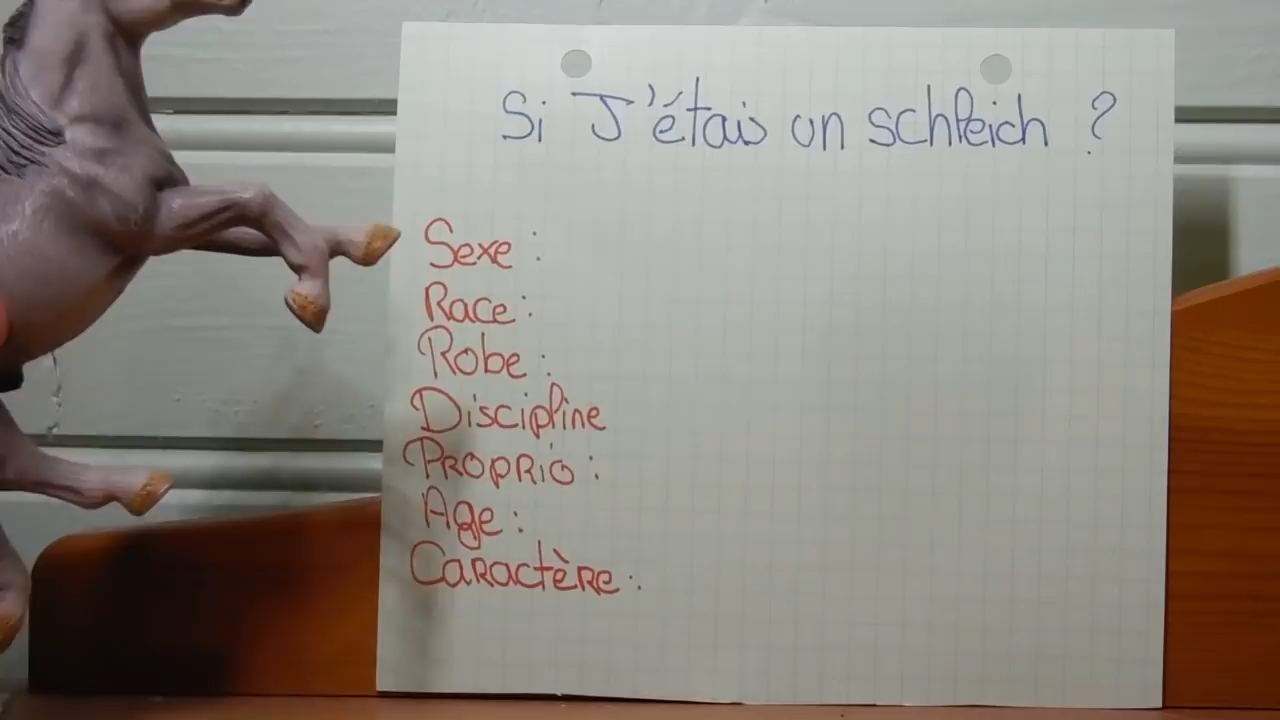 Si J'étais un schleich ?
Sexe :
Race :
Robe :
Discipline
Proprio :
Age :
Caractère :